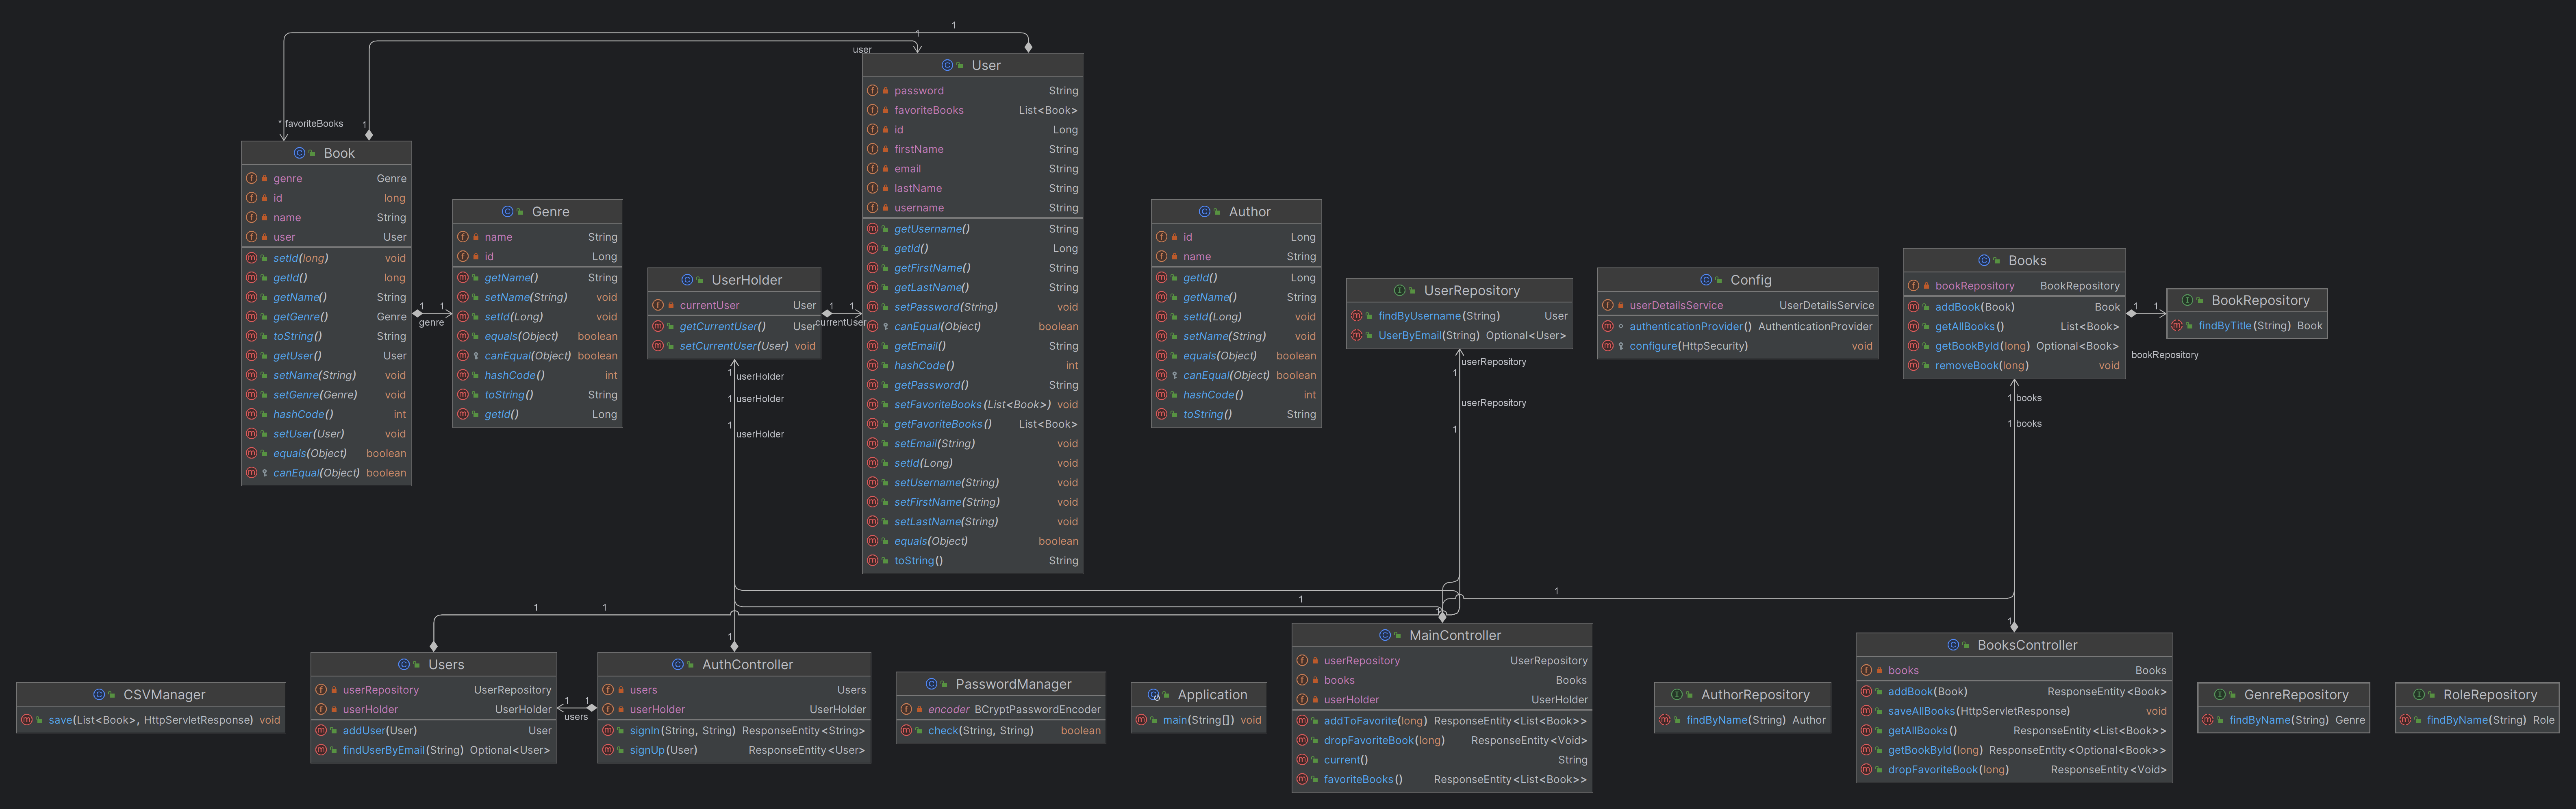 1
1
user
* favoriteBooks
1
User
password String
favoriteBooks List<Book>
id Long
firstName String
email String
lastName String
username String
getUsername() String
getId() Long
getFirstName() String
getLastName() String
setPassword(String) void
canEqual(Object) boolean
getEmail() String
hashCode() int
getPassword() String
setFavoriteBooks(List<Book>) void
getFavoriteBooks() List<Book>
setEmail(String) void
setId(Long) void
setUsername(String) void
setFirstName(String) void
setLastName(String) void
equals(Object) boolean
toString() String
Book
genre Genre
id long
name String
user User
setId(long) void
getId() long
getName() String
getGenre() Genre
toString() String
getUser() User
setName(String) void
setGenre(Genre) void
hashCode() int
setUser(User) void
equals(Object) boolean
canEqual(Object) boolean
1 1
genre
Genre
name String
id Long
getName() String
setName(String) void
setId(Long) void
equals(Object) boolean
canEqual(Object) boolean
hashCode() int
toString() String
getId() Long
UserHolder
currentUser User
getCurrentUser() User
setCurrentUser(User) void
1 1
currentUser
1 userHolder
1 userHolder
1 userHolder
Author
id Long
name String
getId() Long
getName() String
setId(Long) void
setName(String) void
equals(Object) boolean
canEqual(Object) boolean
hashCode() int
toString() String
UserRepository
findByUsername(String) User
UserByEmail(String) Optional<User>
userRepository
1
userRepository
1
Config
userDetailsService UserDetailsService
authenticationProvider() AuthenticationProvider
configure(HttpSecurity) void
Books
bookRepository BookRepository
addBook(Book) Book
getAllBooks() List<Book>
getBookById(long) Optional<Book>
removeBook(long) void
1 1
bookRepository
BookRepository
findByTitle(String) Book
1 books
1 books
1
1
1
1
1
1
1
CSVManager
save(List<Book>, HttpServletResponse) void
Users
userRepository UserRepository
userHolder UserHolder
addUser(User) User
findUserByEmail(String) Optional<User>
1 1
users
AuthController
users Users
userHolder UserHolder
signIn(String, String) ResponseEntity<String>
signUp(User) ResponseEntity<User>
PasswordManager
encoder BCryptPasswordEncoder
check(String, String) boolean
Application
main(String[]) void
MainController
userRepository UserRepository
books Books
userHolder UserHolder
addToFavorite(long) ResponseEntity<List<Book>>
dropFavoriteBook(long) ResponseEntity<Void>
current() String
favoriteBooks() ResponseEntity<List<Book>>
AuthorRepository
findByName(String) Author
BooksController
books Books
addBook(Book) ResponseEntity<Book>
saveAllBooks(HttpServletResponse) void
getAllBooks() ResponseEntity<List<Book>>
getBookById(long) ResponseEntity<Optional<Book>>
dropFavoriteBook(long) ResponseEntity<Void>
GenreRepository
findByName(String) Genre
RoleRepository
findByName(String) Role